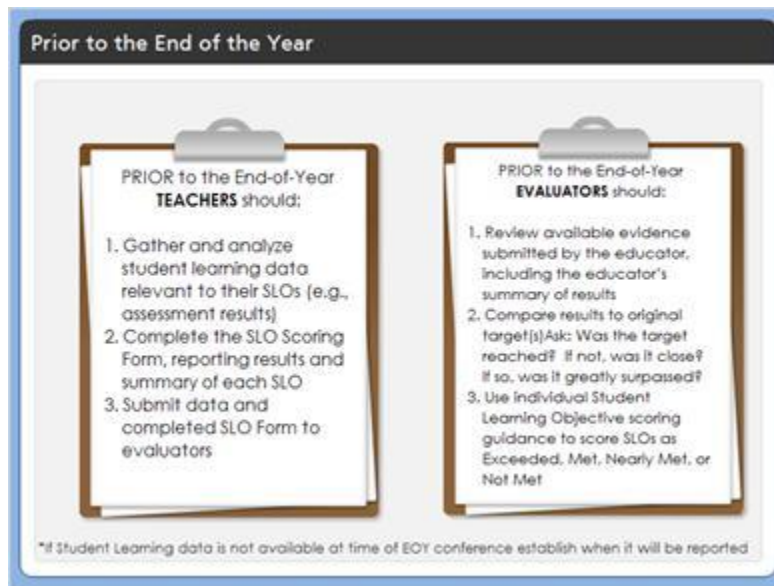 Prior to the End of the Year
PRIOR to the End-of-Year
TEACHERS should:
1. Gather and analyze
student learning data
relevant to their SLOs (e.g.,
assessment results)
2. Complete the SLO Scoring
Form, reporting results and
summary of each SLO
3. Submit data and
completed SLO Form to
evaluators
PRIOR to the End-of-Year
EVALUATORS should:
1. Review available evidence
submitted by the educator,
including the educator's
summary of results
2. Compare results to original
target(s)Ask: Was the target
reached? If not, was it close?
If so, was it greatly surpassed?
3. Use individual Student
Learning Objective scoring
guidance to score SLOs as
Exceeded, Met, Nearly Met, or
Not Met
*If Student Learning data is not available at time of EOY conference establish when it will be reported